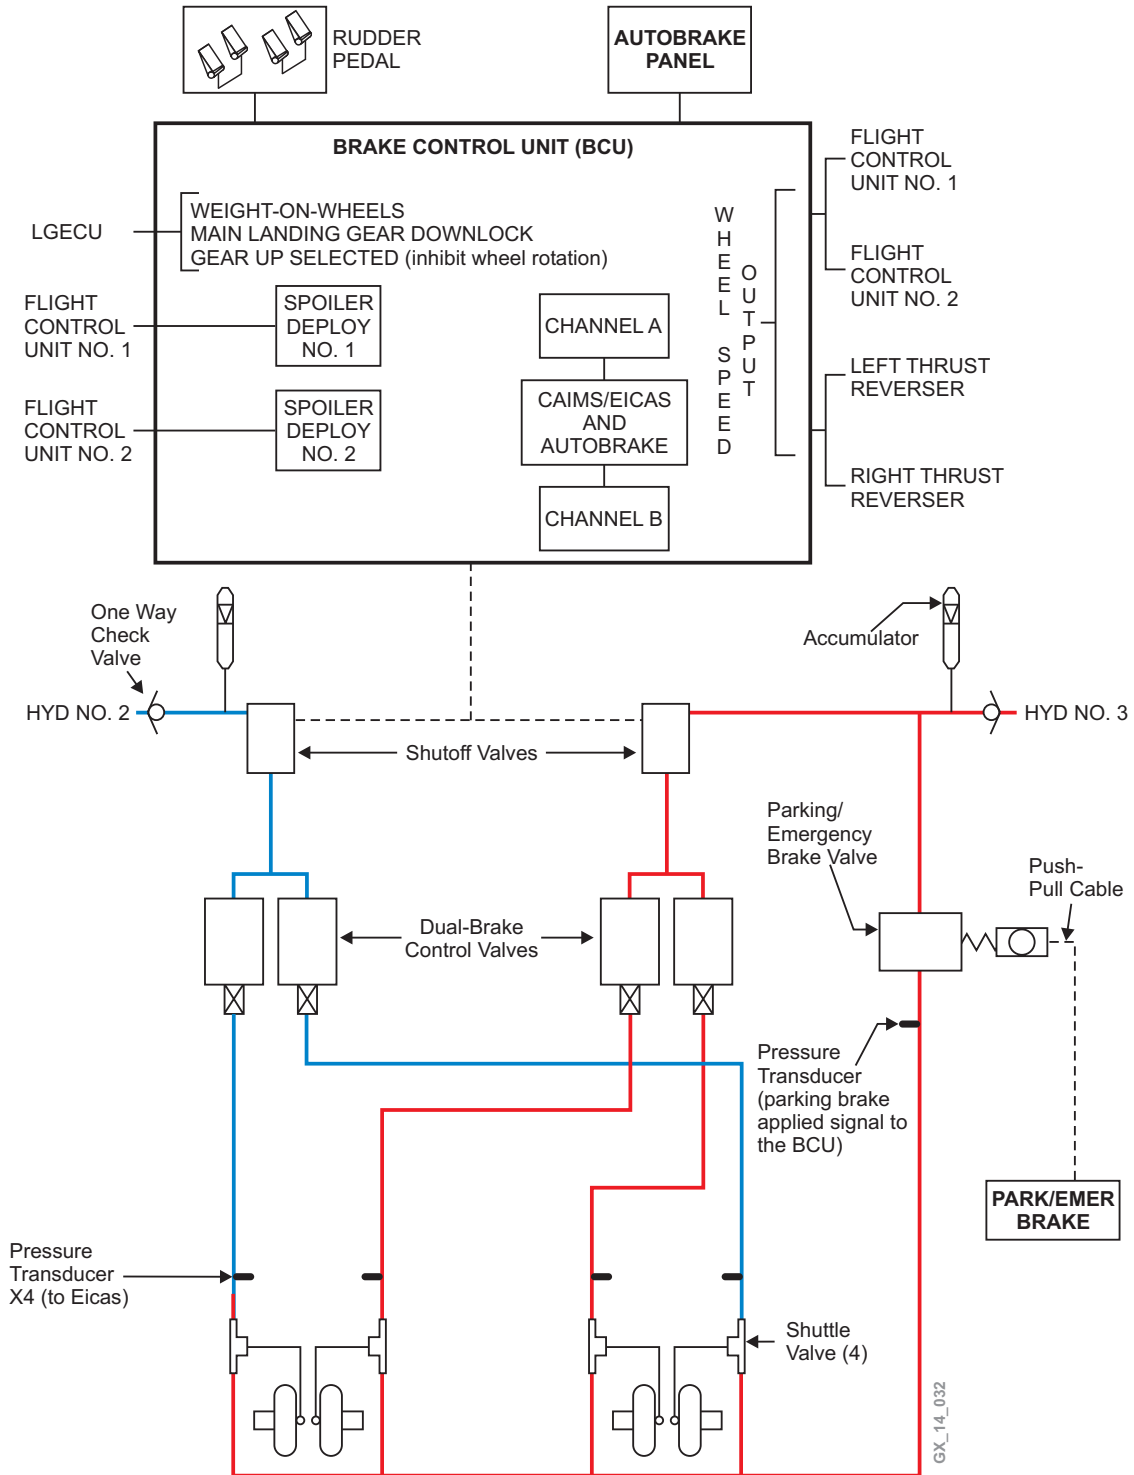 RUDDER
PEDAL
AUTOBRAKE
PANEL
BRAKE CONTROL UNIT (BCU)
LGECU
WEIGHT-ON-WHEELS
MAIN LANDING GEAR DOWNLOCK
GEAR UP SELECTED (inhibit wheel rotation)
FLIGHT
CONTROL
UNIT NO. 1
SPOILER
DEPLOY
NO. 1
FLIGHT
CONTROL
UNIT NO. 2
SPOILER
DEPLOY
NO. 2
CHANNEL A
CAIMS/EICAS
AND
AUTOBRAKE
CHANNEL B
WHEEL SPEED
OUTPUT
FLIGHT
CONTROL
UNIT NO. 1
FLIGHT
CONTROL
UNIT NO. 2
LEFT THRUST
REVERSER
RIGHT THRUST
REVERSER
One Way
Check
Valve
HYD NO. 2
Accumulator
HYD NO. 3
Shutoff Valves
Parking/
Emergency
Brake Valve
Push-
Pull Cable
Dual-Brake
Control Valves
Pressure
Transducer
(parking brake
applied signal to
the BCU)
PARK/EMER
BRAKE
Pressure
Transducer
X4 (to Eicas)
Shuttle
Valve (4)
GX_14_032